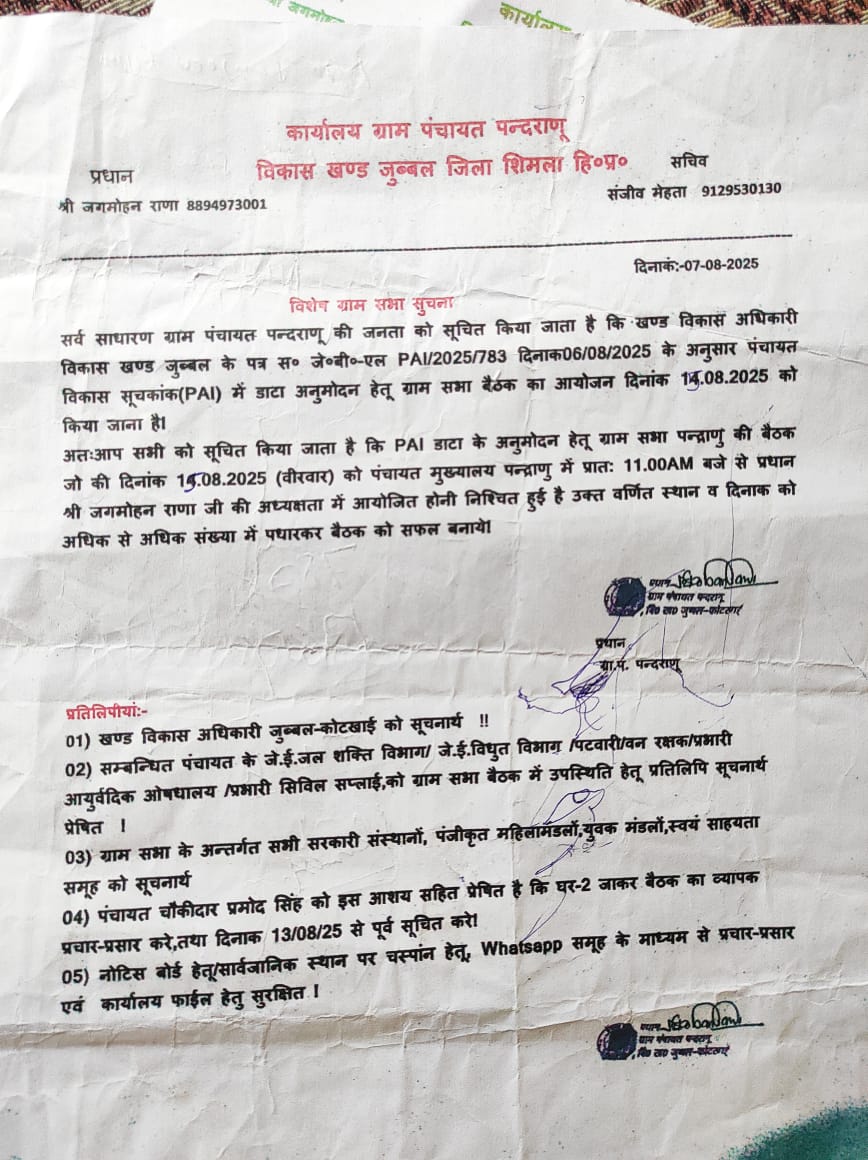 कार्यालय
कार्यालय ग्राम पंचायत पन्दराणू
विकास खण्ड जुब्बल जिला शिमला हि०प्र०
प्रधान
सचिव
श्री जगमोहन राणा 8894973001
संजीव मेहता 9129530130
दिनाकं:-07-08-2025
विशेष ग्राम सभा सुचना
सर्व साधारण ग्राम पंचायत पन्दराणू की जनता को सूचित किया जाता है कि खण्ड विकास अधिकारी
विकास खण्ड जुब्बल के पत्र स० जे०बी०-एल PAI/2025/783 दिनाक06/08/2025 के अनुसार पंचायत
विकास सूचकांक(PAI) में डाटा अनुमोदन हेतू ग्राम सभा बैठक का आयोजन दिनांक .08.2025 को
किया जाना है।
अतःआप सभी को सूचित किया जाता है कि PAI डाटा के अनुमोदन हेतू ग्राम सभा पन्द्राणु की बैठक
जो की दिनांक .08.2025 (वीरवार) को पंचायत मुख्यालय पन्द्राणु में प्रातः 11.00AM बजे से प्रधान
श्री जगमोहन राणा जी की अध्यक्षता में आयोजित होनी निश्चित हुई है उक्त वर्णित स्थान व दिनाक को
अधिक से अधिक संख्या में पधारकर बैठक को सफल बनाये।
प्रधान
ग्राम पंचायत पन्दराणू
वि० ख० जुब्बल-कोटखाई
प्रधान
ग्रा.पं. पन्दराणू
प्रतिलिपीयां:-
01) खण्ड विकास अधिकारी जुब्बल-कोटखाई को सूचनार्थ !!
02) सम्बन्धित पंचायत के जे.ई.जल शक्ति विभाग/ जे.ई.विधुत विभाग /पटवारी/वन रक्षक/प्रभारी
आयुर्वदिक ओषधालय /प्रभारी सिविल सप्लाई,को ग्राम सभा बैठक में उपस्थिति हेतू प्रतिलिपि सूचनार्थ
प्रेषित !
03) ग्राम सभा के अन्तर्गत सभी सरकारी संस्थानों, पंजीकृत महिलामंडलों,युवक मंडलों,स्वयं साहयता
समूह को सूचनार्थ
04) पंचायत चौकीदार प्रमोद सिंह को इस आशय सहित प्रेषित है कि घर-2 जाकर बैठक का व्यापक
प्रचार-प्रसार करे,तथा दिनाक 13/08/25 से पूर्व सूचित करे।
05) नोटिस बोर्ड हेतू/सार्वजानिक स्थान पर चस्पांन हेतू, Whatsapp समूह के माध्यम से प्रचार-प्रसार
एवं कार्यालय फाईल हेतु सुरक्षित !
प्रधान
ग्राम पंचायत पन्दराणू
वि० ख० जुब्बल-कोटखाई